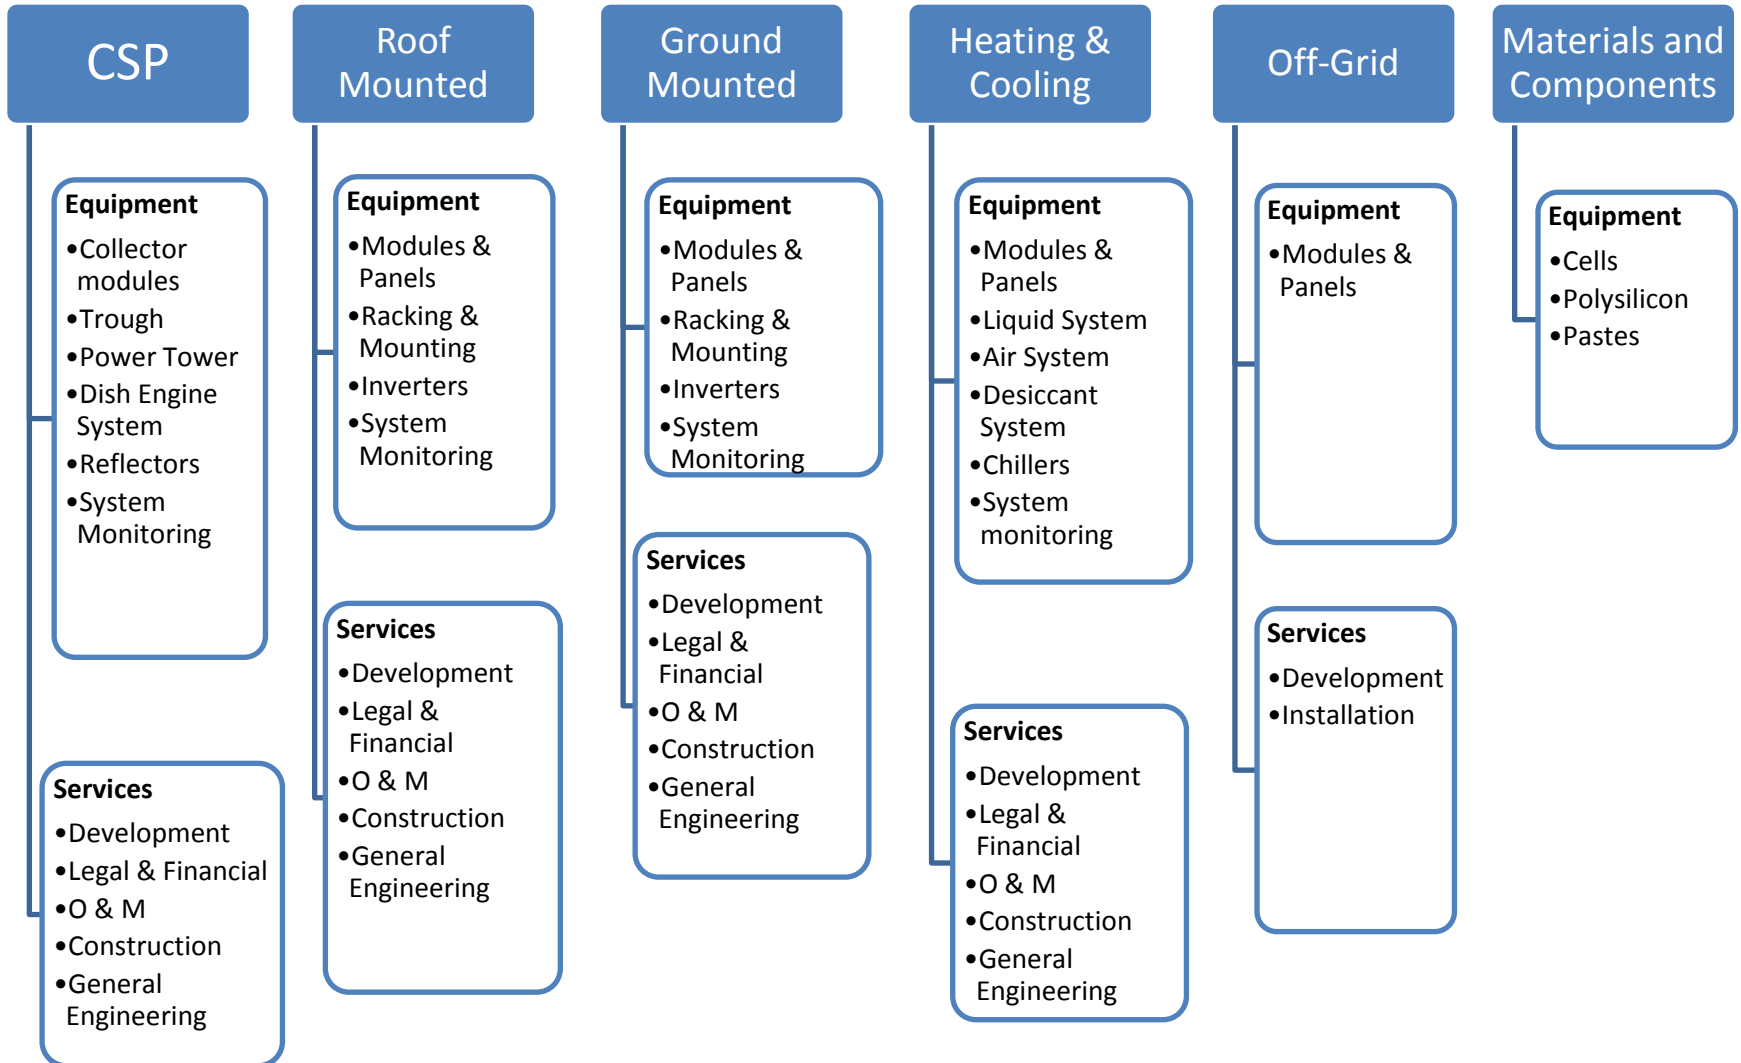 CSP
Equipment
•Collector
modules
•Trough
•Power Tower
•Dish Engine
System
•Reflectors
•System
Monitoring
Services
•Development
•Legal & Financial
•O & M
•Construction
•General
Engineering
Roof
Mounted
Equipment
•Modules &
Panels
•Racking &
Mounting
•Inverters
•System
Monitoring
Services
•Development
•Legal &
Financial
•O & M
•Construction
•General
Engineering
Ground
Mounted
Equipment
•Modules &
Panels
•Racking &
Mounting
•Inverters
•System
Monitoring
Services
•Development
•Legal &
Financial
•O & M
•Construction
•General
Engineering
Heating &
Cooling
Equipment
•Modules &
Panels
•Liquid System
•Air System
•Desiccant
System
•Chillers
•System
monitoring
Services
•Development
•Legal &
Financial
•O & M
•Construction
•General
Engineering
Off-Grid
Equipment
•Modules &
Panels
Services
•Development
•Installation
Materials and
Components
Equipment
•Cells
•Polysilicon
•Pastes